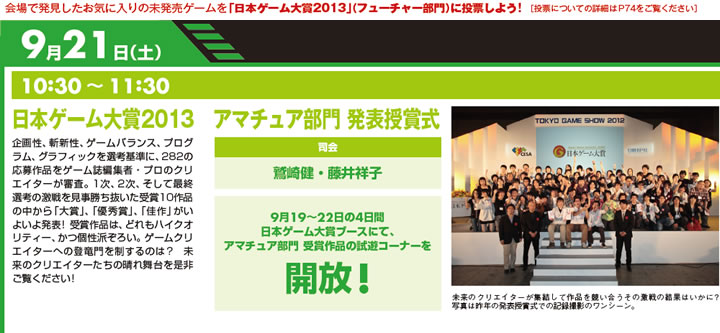 会場で発見したお気に入りの未発売ゲームを「日本ゲーム大賞2013」(フューチャー部門)に投票しよう! [投票についての詳細はP74をご覧ください]
9月21日(土)
10:30 ~ 11:30
日本ゲーム大賞2013 アマチュア部門 発表授賞式
企画性、斬新性、ゲームバランス、プログ
ラム、グラフィックを選考基準に、282の
応募作品をゲーム誌編集者・プロのクリ
エイターが審査。1次、2次、そして最終
選考の激戦を見事勝ち抜いた受賞10作品
の中から「大賞」、「優秀賞」、「佳作」がい
よいよ発表! 受賞作品は、どれもハイクオ
リティー、かつ個性派ぞろい。ゲームクリ
エイターへの登竜門を制するのは? 未
来のクリエイターたちの晴れ舞台を是非
ご覧ください!
司会
鷲崎健・藤井祥子
9月19~22日の4日間
日本ゲーム大賞ブースにて、
アマチュア部門 受賞作品の試遊コーナーを
開放!
TOKYO GAME SHOW 2012
CESA
日本ゲーム大賞
未来のクリエイターが集結して作品を競い合うその激戦の結果はいかに?
写真は昨年の発表授賞式での記録撮影のワンシーン。